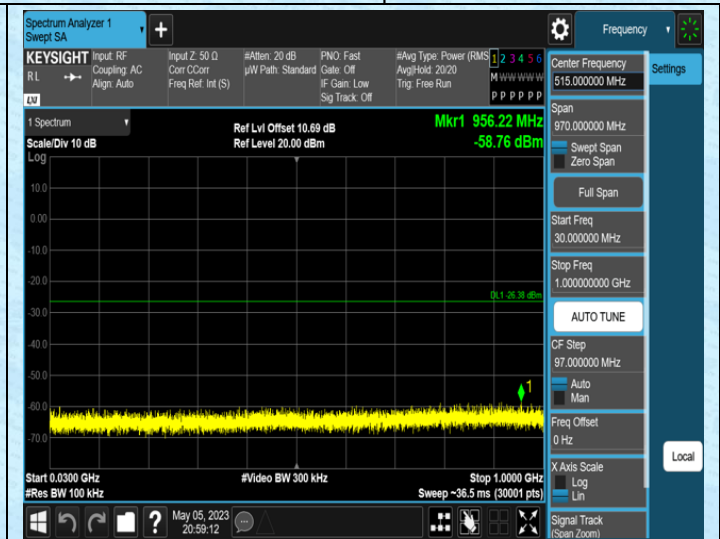 Spectrum Analyzer 1
Swept SA
+
Frequency
KEYSIGHT
RL
LXI
Input: RF
Coupling: AC
Align: Auto
Input Z: 50 Ω
Corr CCorr
Freq Ref: Int (S)
#Atten: 20 dB
µW Path: Standard
PNO: Fast
Gate: Off
IF Gain: Low
Sig Track: Off
#Avg Type: Power (RMS
Avg|Hold: 20/20
Trig: Free Run
1 2 3 4 5 6
M W W W W W
P P P P P P
1 Spectrum
Scale/Div 10 dB
Log
Ref Lvl Offset 10.69 dB
Ref Level 20.00 dBm
Mkr1 956.22 MHz
-58.76 dBm
10.0
0.00
-10.0
-20.0
-30.0
-40.0
-50.0
-60.0
-70.0
DL1 -26.38 dBm
1
Start 0.0300 GHz
#Res BW 100 kHz
#Video BW 300 kHz
Stop 1.0000 GHz
Sweep ~36.5 ms (30001 pts)
?
May 05, 2023
20:59:12
Center Frequency
515.000000 MHz
Span
970.000000 MHz
Swept Span
Zero Span
Full Span
Start Freq
30.000000 MHz
Stop Freq
1.000000000 GHz
AUTO TUNE
CF Step
97.000000 MHz
Auto
Man
Freq Offset
0 Hz
X Axis Scale
Log
Lin
Signal Track
(Span Zoom)
Settings
Local